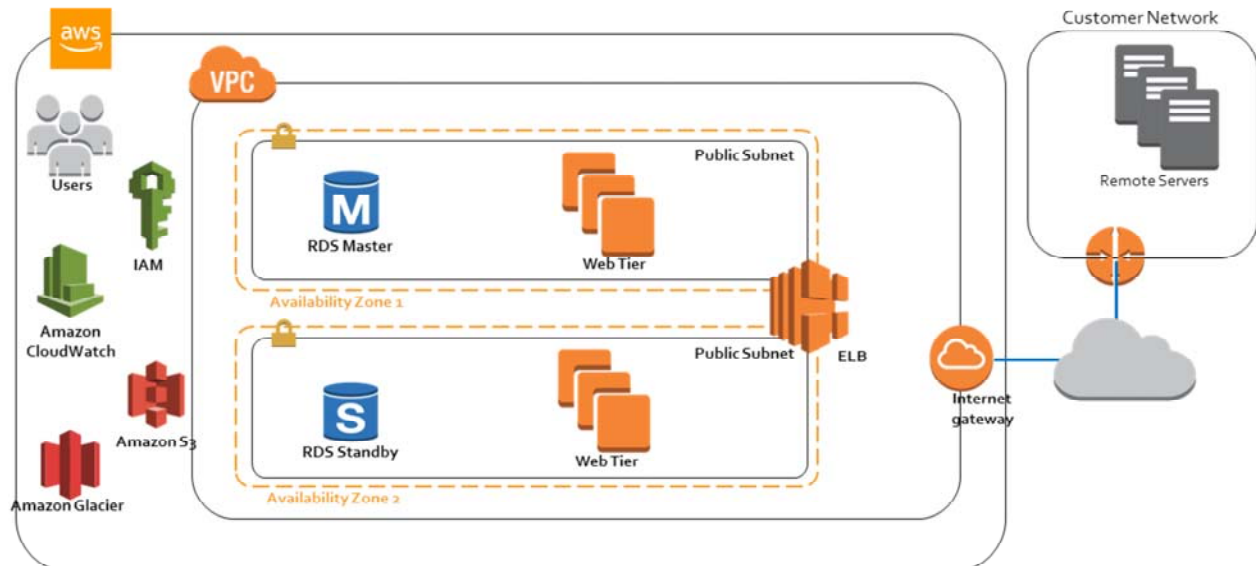 aws
Customer Network
VPC
Users
Public Subnet
M
RDS Master
Web Tier
Remote Servers
IAM
Availability Zone 1
Amazon
CloudWatch
Public Subnet
ELB
S
RDS Standby
Web Tier
Internet
gateway
Amazon S3
Amazon Glacier
Availability Zone 2